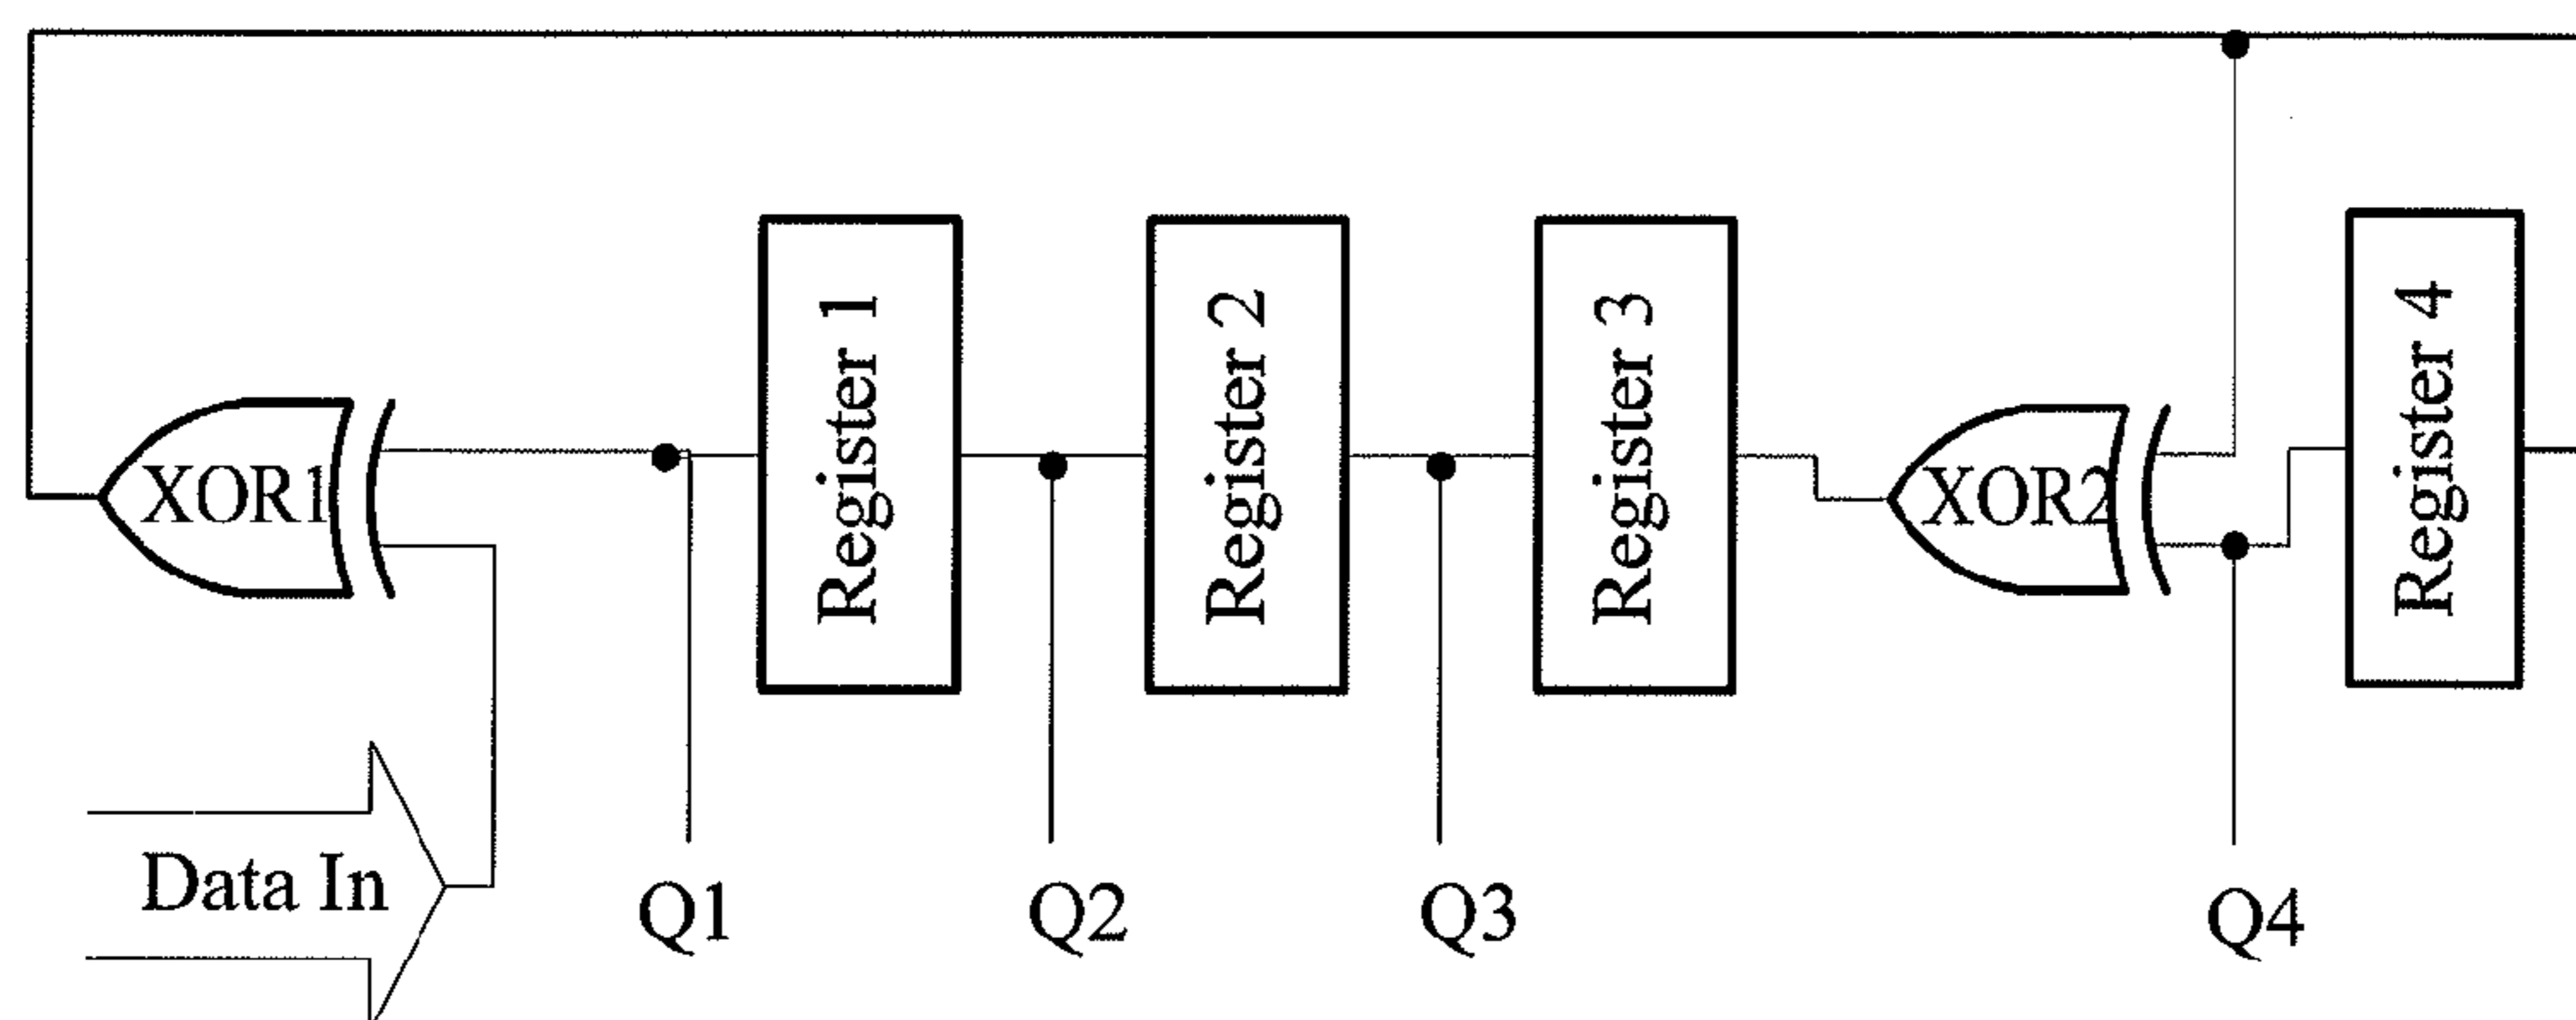 XOR1
Register 1
Register 2
Register 3
XOR2
Register 4
Data In
Q1
Q2
Q3
Q4